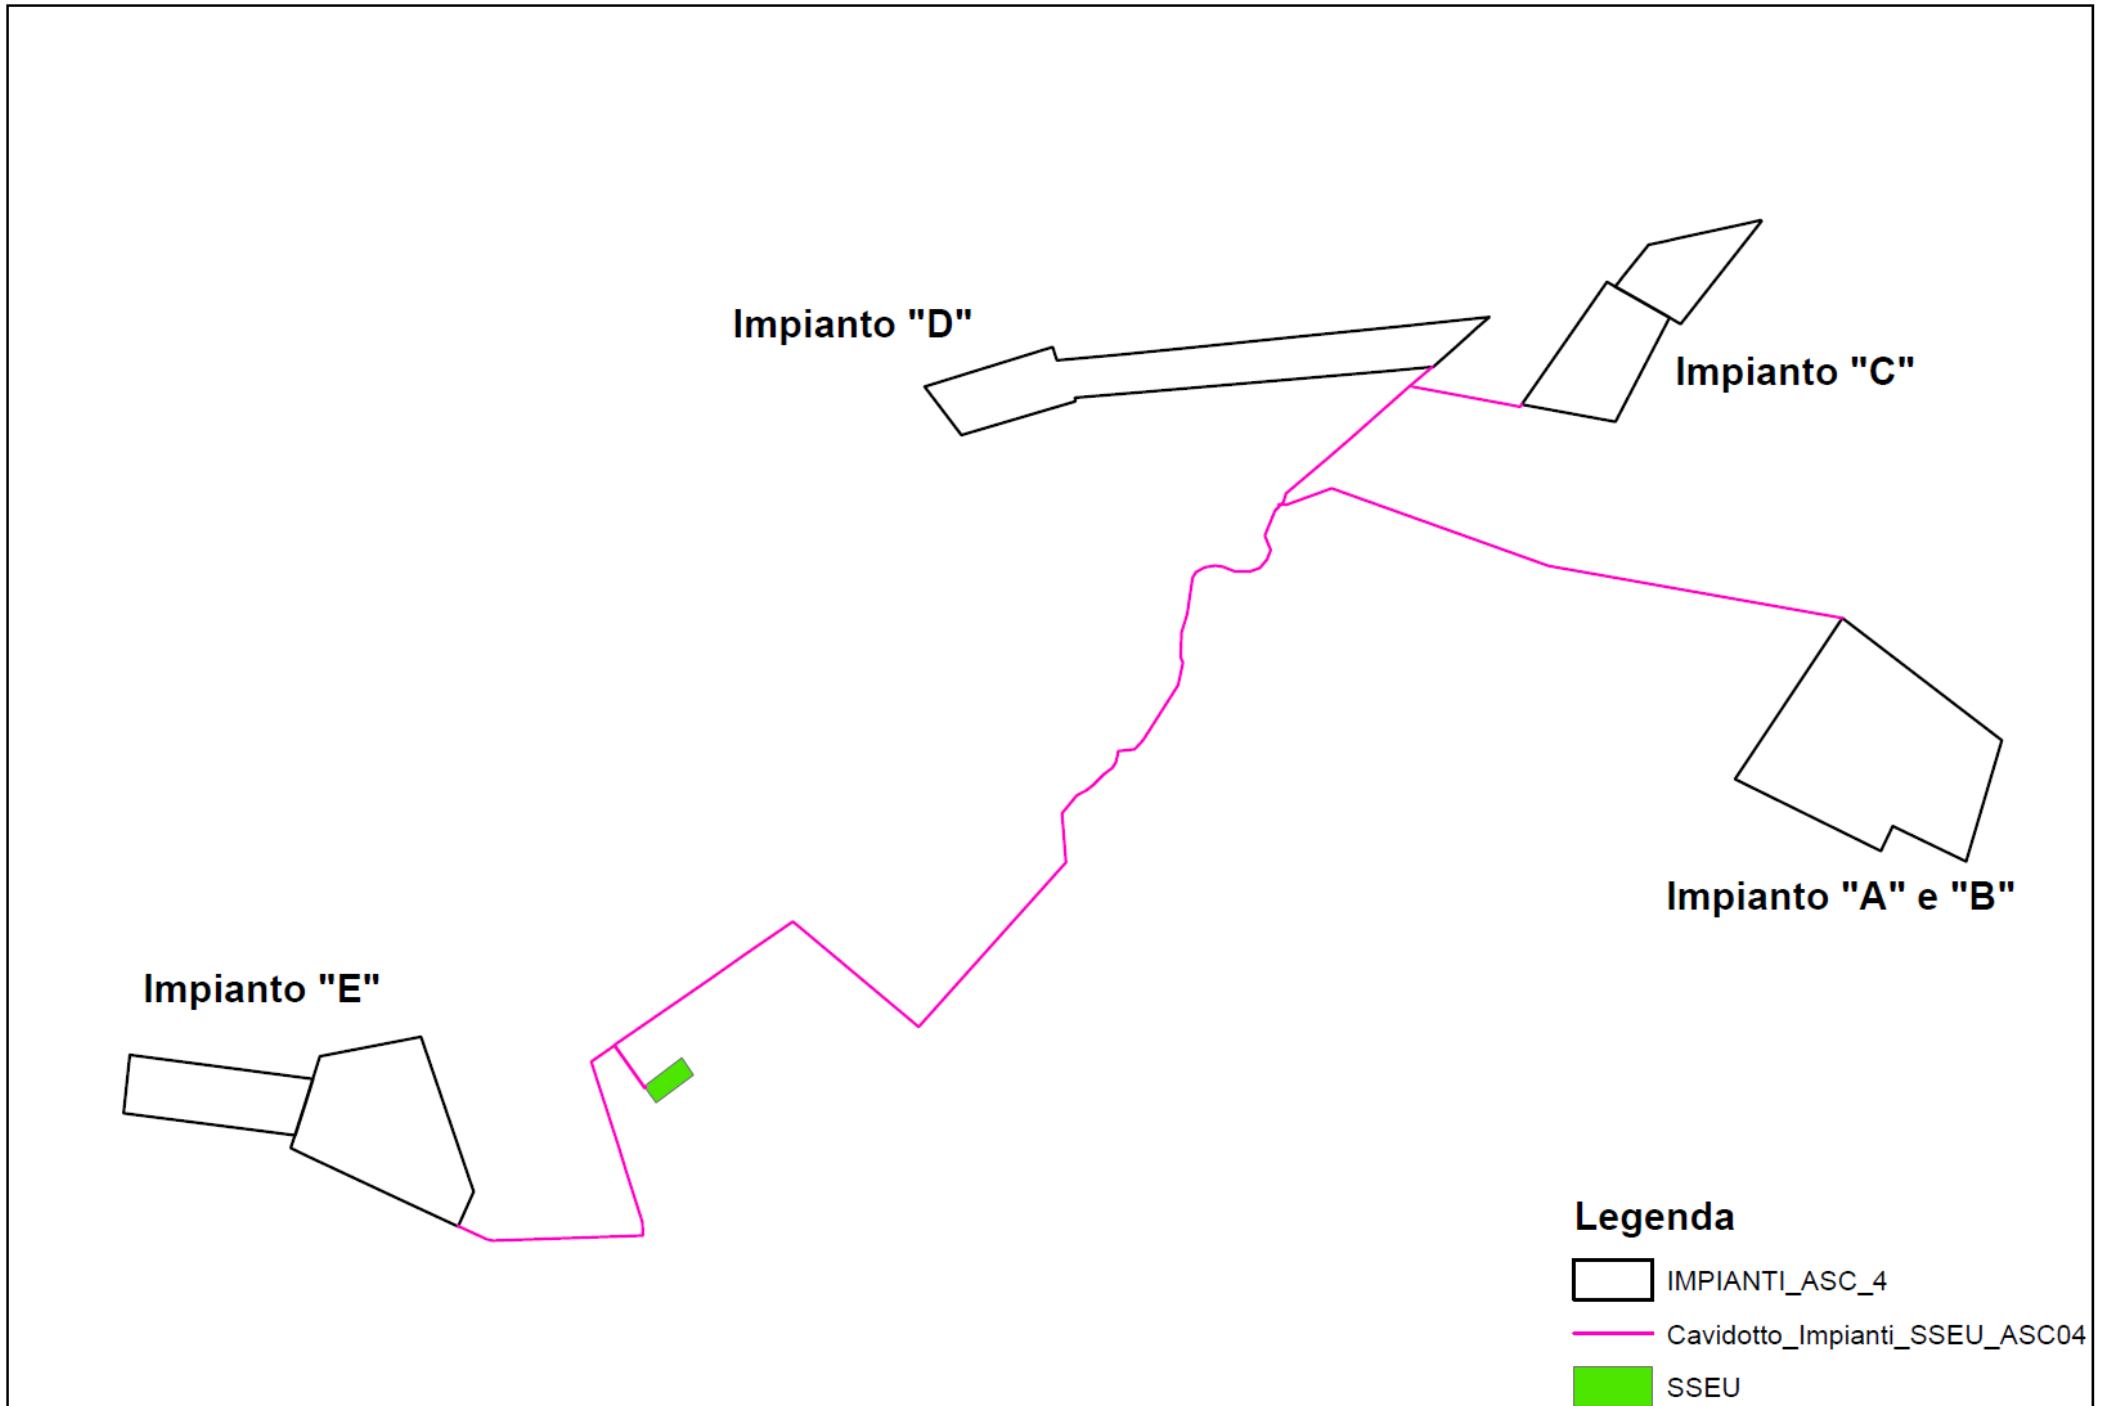 Impianto "D"
Impianto "C"
Impianto "A" e "B"
Impianto "E"
Legenda
IMPIANTI_ASC_4
Cavidotto_Impianti_SSEU_ASC04
SSEU